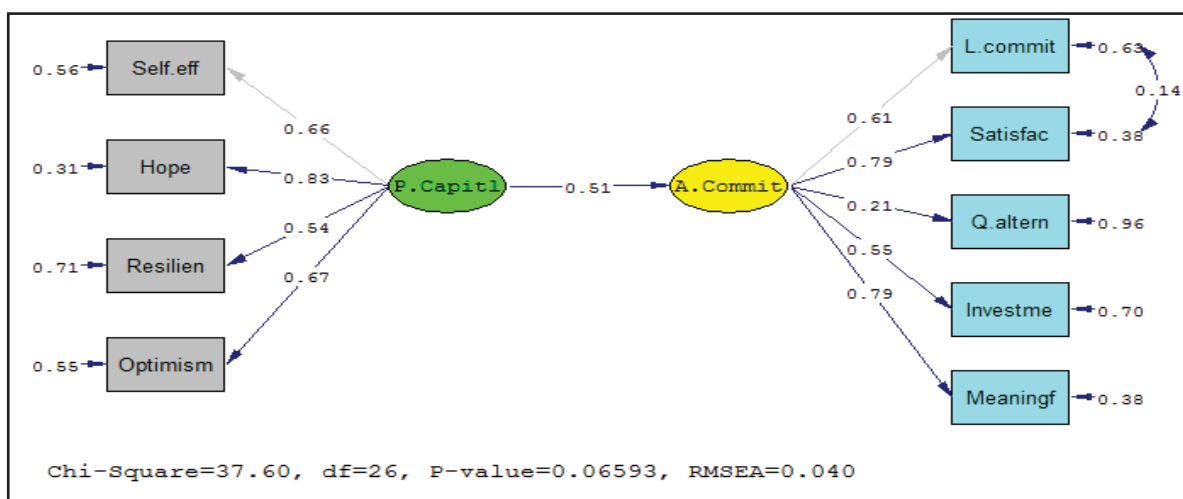 L.commit
0.63
Self.eff
0.56
0.14
0.61
0.66
Satisfac
0.38
0.79
Hope
0.31
0.83
P.Capitl
0.51
A.Commit
0.21
Q.altern
0.96
0.54
0.55
Resilien
0.71
0.67
0.79
Investme
0.70
Optimism
0.55
Meaningf
0.38
Chi-Square=37.60, df=26, P-value=0.06593, RMSEA=0.040